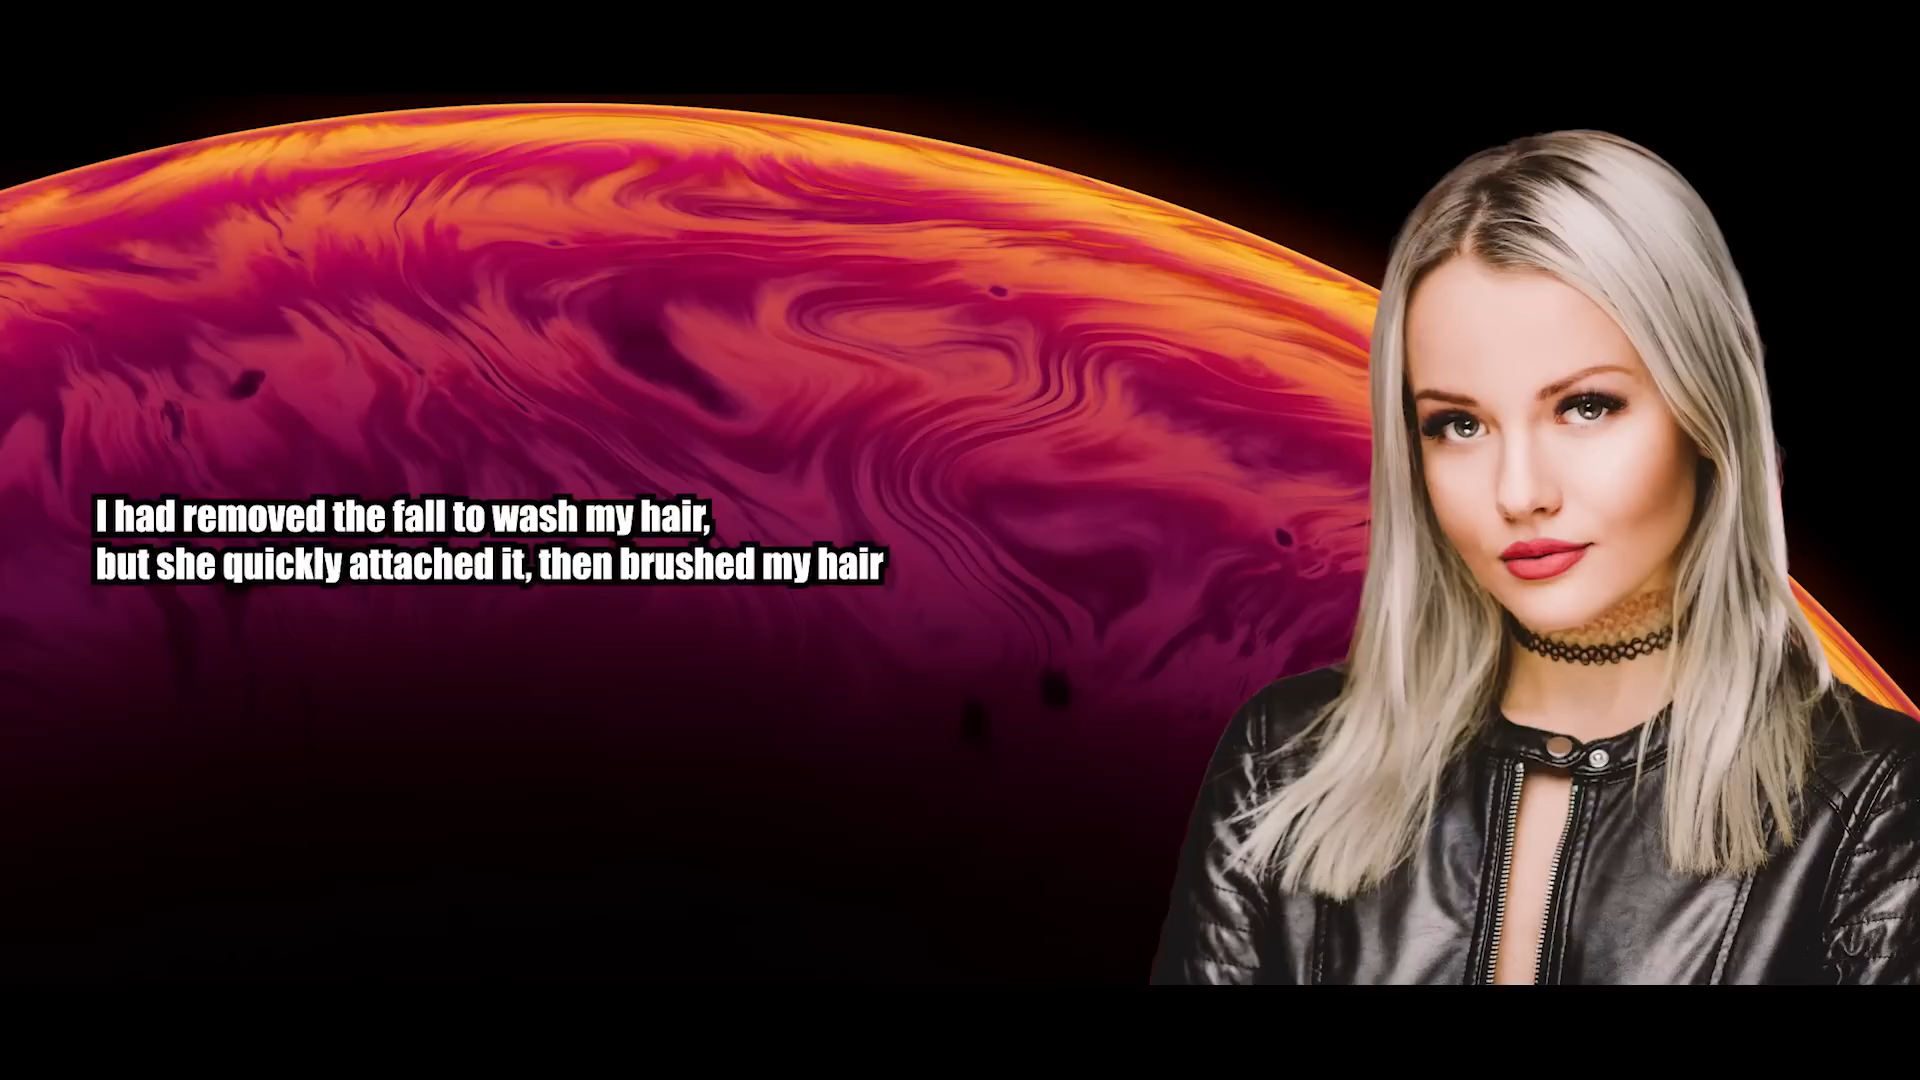 I had removed the fall to wash my hair,
but she quickly attached it, then brushed my hair